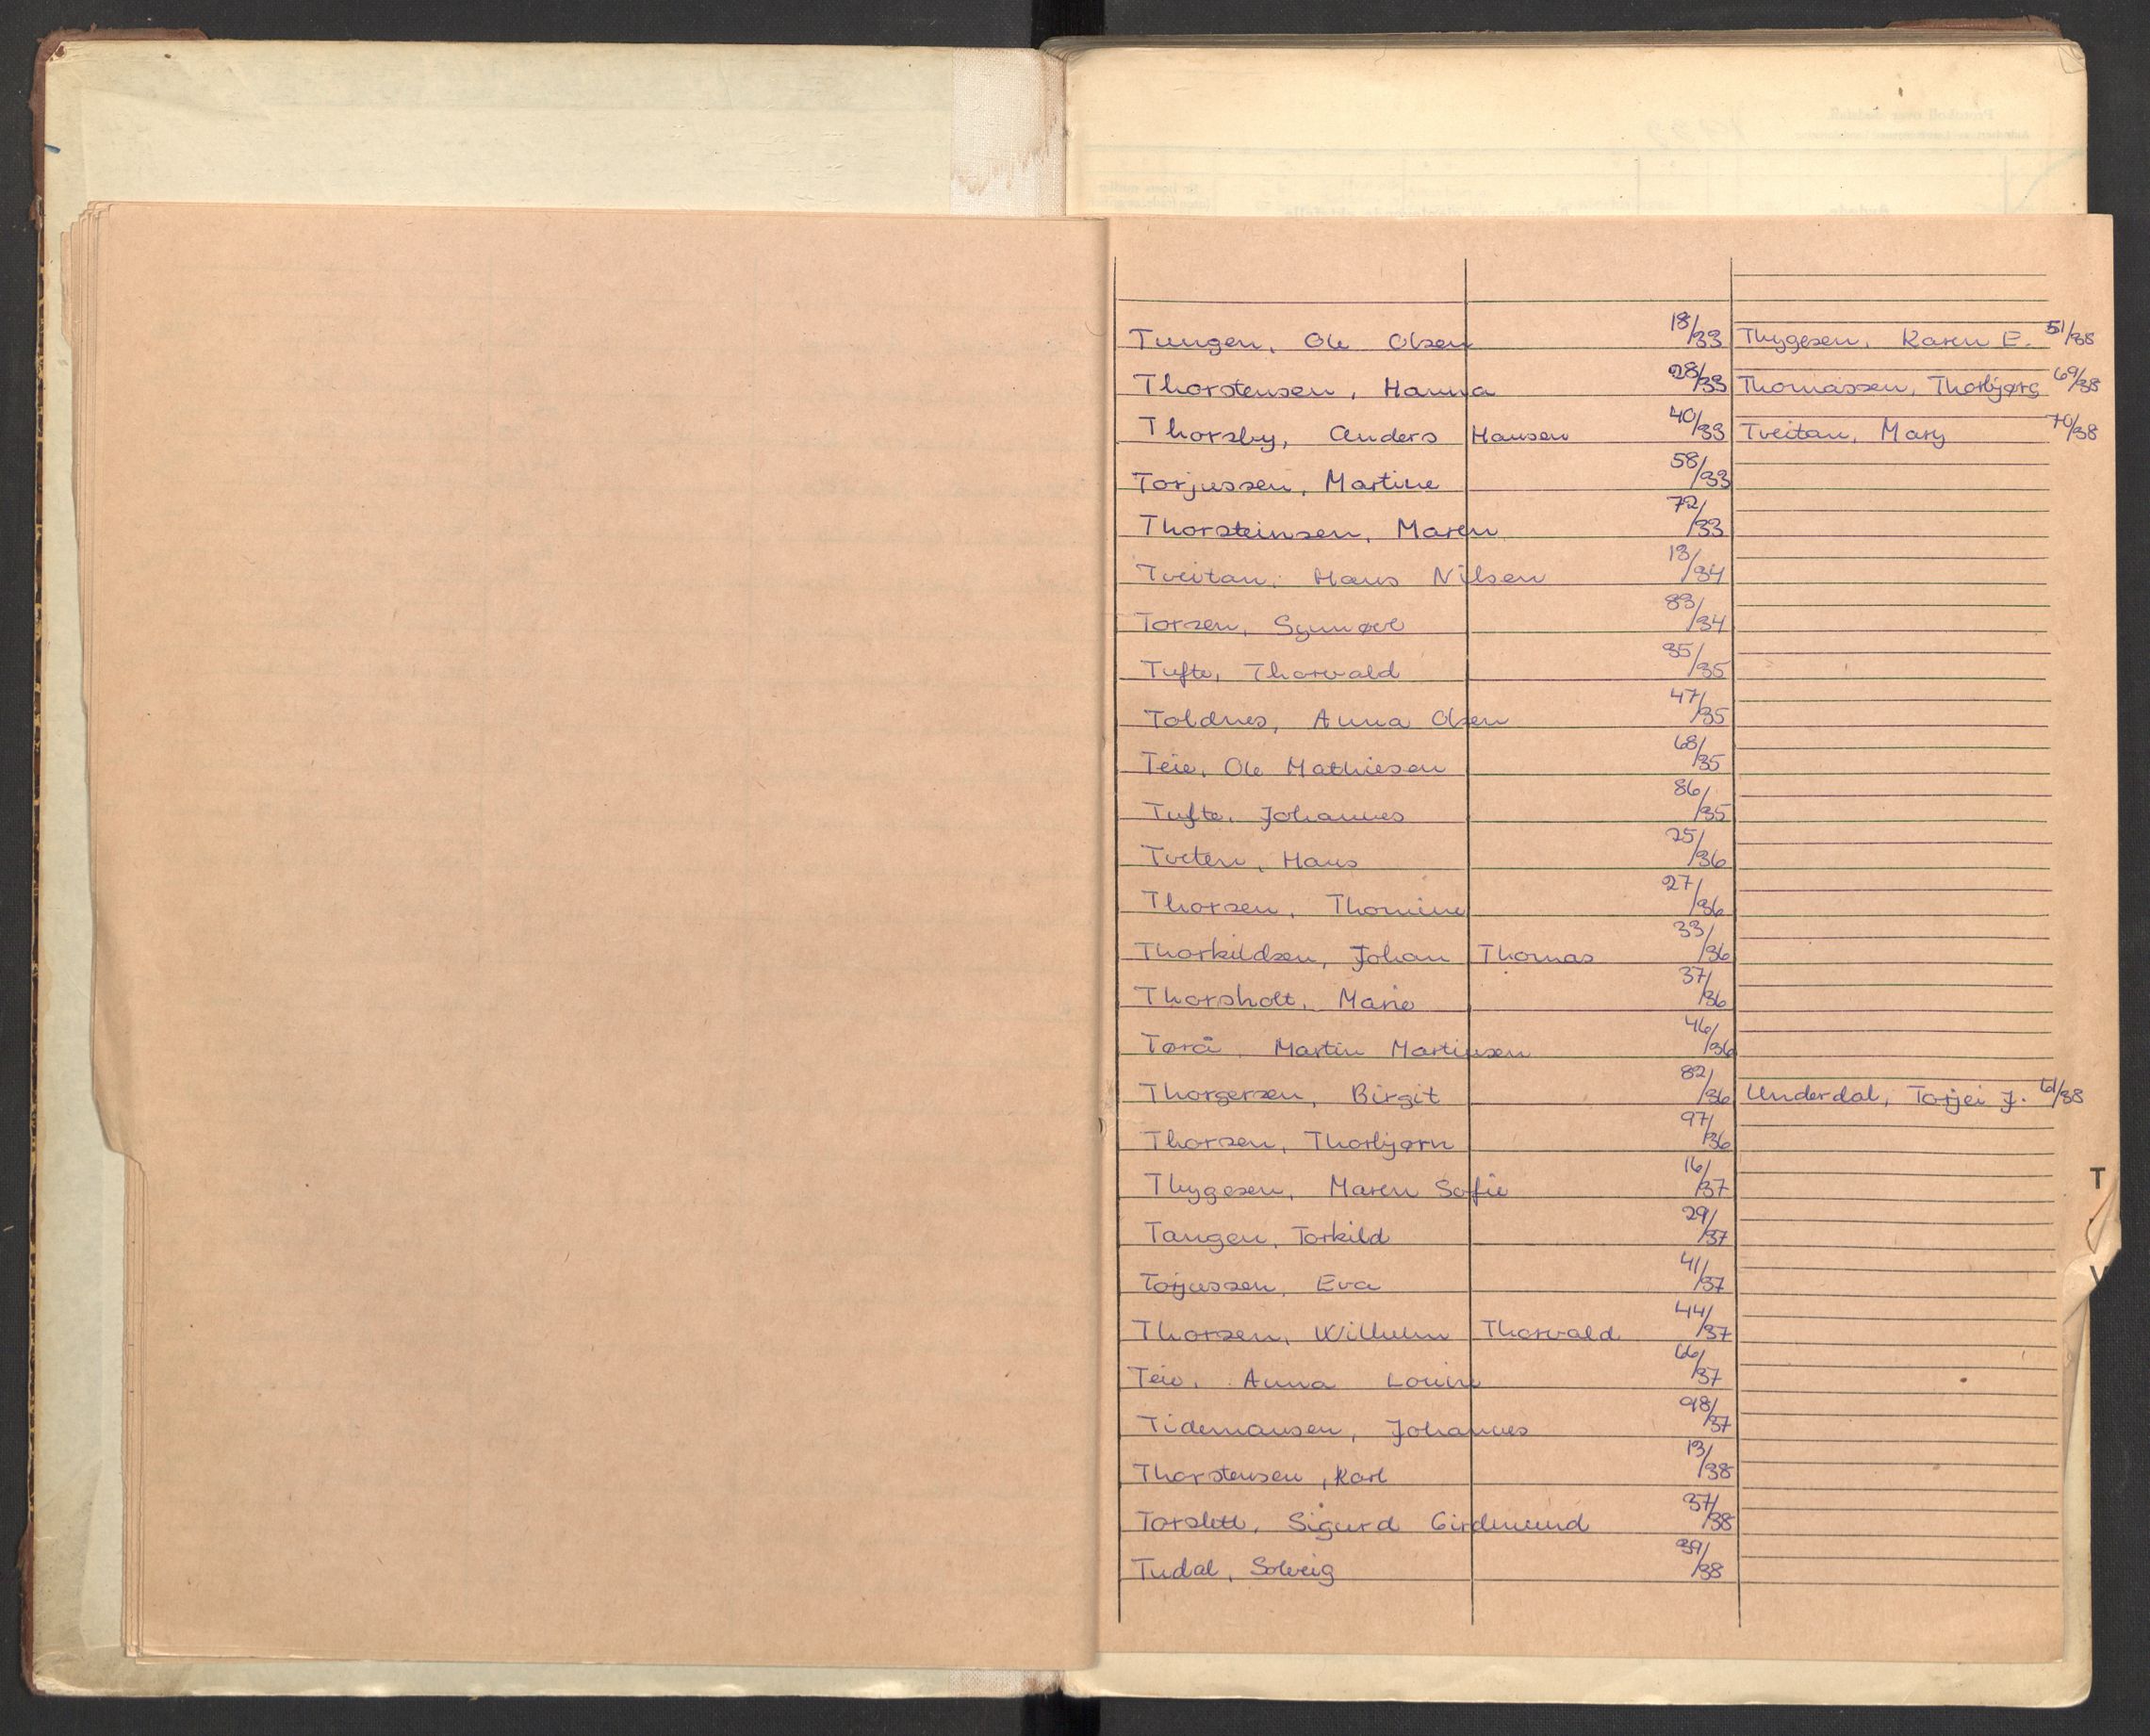 Tungen, Ole Olsen 18/33
Thorstensen, Hanna 28/33
Thorsby, Anders Hansen 40/33
Torjussen, Martine 58/33
Thorsteinsen, Maren 72/33
Tveitan, Hans Nilsen 13/34
Torsen, Synnøve 83/34
Tufte, Thorvald 35/35
Toldnes, Anna Olsen 47/35
Teie, Ole Mathiesen 68/35
Tufte, Johannes 86/35
Tveten, Hans 25/36
Thorsen, Thomine 27/36
Thorkildsen, Johan Thomas 33/36
Thorsholt, Marie 37/36
Torå, Martin Martinsen 46/36
Thorgersen, Birgit 82/36
Thorsen, Thorbjørn 97/36
Thygesen, Maren Sofie 16/37
Tangen, Torkild 29/37
Torjussen, Eva 41/37
Thorsen, Wilhelm Thorvald 44/37
Teie, Anna Louise 66/37
Tidemansen, Johannes 98/37
Thorstensen, Karl 13/38
Torslett, Sigurd 37/38
Tudal, Solveig 39/38
Thygesen, Karen E. 51/38
Thomassen, Thorbjørg 69/38
Tveitan, Mary 70/38
Underdal, Torjei J. 61/38
T
V